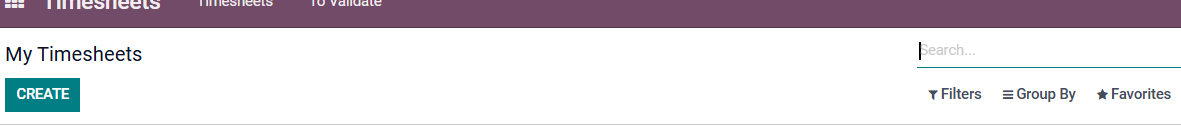 Timesheets Timesheets To Validate
My Timesheets
Search...
CREATE
Filters Group By Favorites